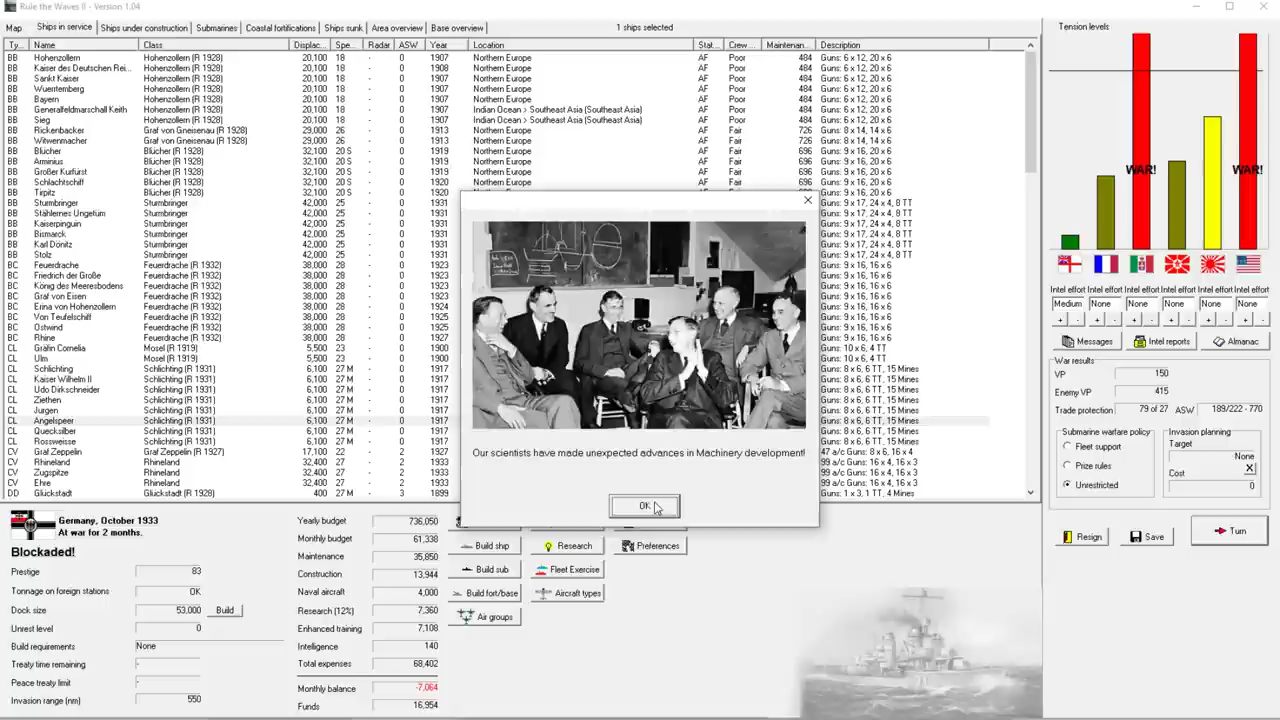 Rule the Waves II - Version 1.04
Map Ships in service Ships under construction Submarines Coastal fortifications Ships sunk Area overview Base overview 1 ships selected
Ty... Name Class Displac... Spe... Radar ASW Year Location Stat... Crew... Maintenan... Description
BB Hohenzollern Hohenzollern (R 1928) 20,100 18 - 0 1907 Northern Europe AF Poor 484 Guns: 6 x 12, 20 x 6
BB Kaiser des Deutschen Rei... Hohenzollern (R 1928) 20,100 18 - 0 1908 Northern Europe AF Poor 484 Guns: 6 x 12, 20 x 6
BB Sankt Kaiser Hohenzollern (R 1928) 20,100 18 - 0 1907 Northern Europe AF Poor 484 Guns: 6 x 12, 20 x 6
BB Wuerntemberg Hohenzollern (R 1928) 20,100 18 - 0 1907 Northern Europe AF Poor 484 Guns: 6 x 12, 20 x 6
BB Bayern Hohenzollern (R 1928) 20,100 18 - 0 1907 Northern Europe AF Poor 484 Guns: 6 x 12, 20 x 6
BB Generalfeldmarschall Keith Hohenzollern (R 1928) 20,100 18 - 0 1907 Indian Ocean > Southeast Asia (Southeast Asia) AF Poor 484 Guns: 6 x 12, 20 x 6
BB Sieg Hohenzollern (R 1928) 20,100 18 - 0 1907 Indian Ocean > Southeast Asia (Southeast Asia) AF Poor 484 Guns: 6 x 12, 20 x 6
BB Rickenbacker Graf von Gneisenau (R 1928) 29,000 26 - 0 1913 Northern Europe AF Fair 726 Guns: 8 x 14, 14 x 6
BB Witwenmacher Graf von Gneisenau (R 1928) 29,000 26 - 0 1913 Northern Europe AF Fair 726 Guns: 8 x 14, 14 x 6
BB Blücher Blücher (R 1928) 32,100 20 S - 0 1919 Northern Europe AF Fair 696 Guns: 9 x 16, 20 x 6
BB Arminius Blücher (R 1928) 32,100 20 S - 0 1919 Northern Europe AF Fair 696 Guns: 9 x 16, 20 x 6
BB Großer Kurfürst Blücher (R 1928) 32,100 20 S - 0 1919 Northern Europe AF Fair 696 Guns: 9 x 16, 20 x 6
BB Schlachtschiff Blücher (R 1928) 32,100 20 S - 0 1919 Northern Europe AF Fair 696 Guns: 9 x 16, 20 x 6
BB Tirpitz Blücher (R 1928) 32,100 20 S - 0 1919 Guns: 9 x 16, 20 x 6
BB Sturmbringer Sturmbringer 42,000 25 - 0 1931 Guns: 9 x 17, 24 x 4, 8 TT
BB Stählernes Ungetüm Sturmbringer 42,000 25 - 0 1931 Guns: 9 x 17, 24 x 4, 8 TT
BB Kaiserpinguin Sturmbringer 42,000 25 - 0 1931 Guns: 9 x 17, 24 x 4, 8 TT
BB Bismarck Sturmbringer 42,000 25 - 0 1931 Guns: 9 x 17, 24 x 4, 8 TT
BB Karl Dönitz Sturmbringer 42,000 25 - 0 1931 Guns: 9 x 17, 24 x 4, 8 TT
BB Stolz Sturmbringer 42,000 25 - 0 1931 Guns: 9 x 17, 24 x 4, 8 TT
BC Feuerdrache Feuerdrache (R 1932) 38,000 28 - 0 1923 Guns: 9 x 16, 16 x 6
BC Friedrich der Große Feuerdrache (R 1932) 38,000 28 - 0 1923 Guns: 9 x 16, 16 x 6
BC König des Meeresbodens Feuerdrache (R 1932) 38,000 28 - 0 1923 Guns: 9 x 16, 16 x 6
BC Graf von Eisen Feuerdrache (R 1932) 38,000 28 - 0 1923 Guns: 9 x 16, 16 x 6
BC Erina von Hohenzollern Feuerdrache (R 1932) 38,000 28 - 0 1924 Guns: 9 x 16, 16 x 6
BC Von Teufelschiff Feuerdrache (R 1932) 38,000 28 - 0 1925 Guns: 9 x 16, 16 x 6
BC Ostwind Feuerdrache (R 1932) 38,000 28 - 0 1925 Guns: 9 x 16, 16 x 6
BC Rhine Feuerdrache (R 1932) 38,000 28 - 0 1925 Guns: 9 x 16, 16 x 6
CL Gräfin Cornelia Mosel (R 1919) 5,500 23 - 0 1900 Guns: 10 x 6, 4 TT
CL Ulm Mosel (R 1919) 5,500 23 - 0 1900 Guns: 10 x 6, 4 TT
CL Schlichting Schlichting (R 1931) 6,100 27 M - 0 1917 Guns: 8 x 6, 6 TT, 15 Mines
CL Kaiser Wilhelm II Schlichting (R 1931) 6,100 27 M - 0 1917 Guns: 8 x 6, 6 TT, 15 Mines
CL Udo Dirkschneider Schlichting (R 1931) 6,100 27 M - 0 1917 Guns: 8 x 6, 6 TT, 15 Mines
CL Ziethen Schlichting (R 1931) 6,100 27 M - 0 1917 Guns: 8 x 6, 6 TT, 15 Mines
CL Jurgen Schlichting (R 1931) 6,100 27 M - 0 1917 Guns: 8 x 6, 6 TT, 15 Mines
CL Angelspeer Schlichting (R 1931) 6,100 27 M - 0 1917 Guns: 8 x 6, 6 TT, 15 Mines
CL Quecksilber Schlichting (R 1931) 6,100 27 M - 0 1917 Guns: 8 x 6, 6 TT, 15 Mines
CL Rossweisse Schlichting (R 1931) 6,100 27 M - 0 1917 Guns: 8 x 6, 6 TT, 15 Mines
CV Graf Zeppelin Graf Zeppelin (R 1927) 17,100 22 - 2 1927 47 a/c Guns: 8 x 6, 16 x 4
CV Rhineland Rhineland 32,400 27 - 2 1933 99 a/c Guns: 16 x 4, 16 x 3
CV Zugspitze Rhineland 32,400 27 - 2 1933 99 a/c Guns: 16 x 4, 16 x 3
CV Ehre Rhineland 32,400 27 - 2 1933 99 a/c Guns: 16 x 4, 16 x 3
DD Glückstadt Glückstadt (R 1928) 400 27 M - 3 1899 Guns: 1 x 3, 1 TT, 4 Mines
Our scientists have made unexpected advances in Machinery development!
OK
Tension levels
WAR! WAR!
Intel effort Intel effort Intel effort Intel effort Intel effort Intel effort
Medium None None None None None
+ - + - + - + - + - + -
Messages Intel reports Almanac
War results
VP 150
Enemy VP 415
Trade protection 79 of 27 ASW 189/222 - 770
Submarine warfare policy
Fleet support
Prize rules
Unrestricted
Invasion planning
Target
None
Cost X
0
Resign Save Turn
Germany, October 1933
At war for 2 months.
Blockaded!
Prestige 83
Tonnage on foreign stations OK
Dock size 53,000 Build
Unrest level 0
Build requirements None
Treaty time remaining -
Peace treaty limit -
Invasion range (nm) 550
Yearly budget 736,050
Monthly budget 61,338
Maintenance 35,850
Construction 13,944
Naval aircraft 4,000
Research (12%) 7,360
Enhanced training 7,108
Intelligence 140
Total expenses 68,402
Monthly balance -7,064
Funds 16,954
Build ship Research Preferences
Build sub Fleet Exercise
Build fort/base Aircraft types
Air groups